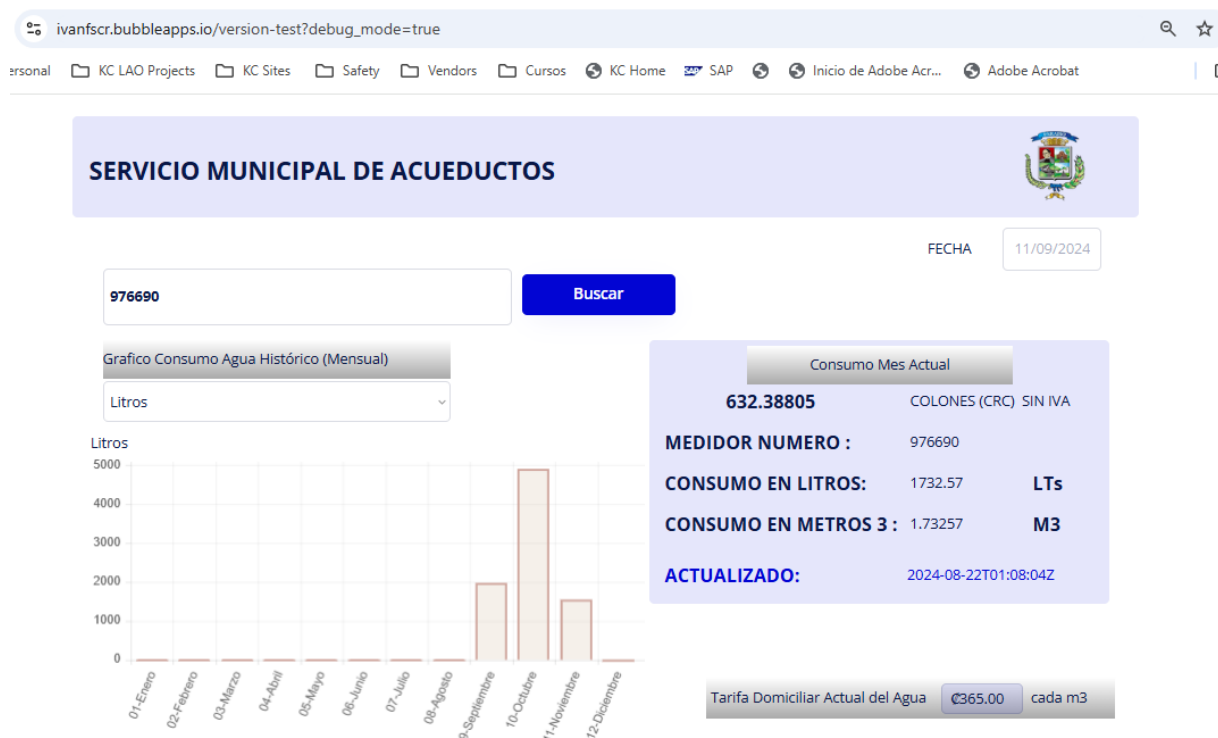 ivanfscr.bubbleapps.io/version-test?debug_mode=true
ersonal KC LAO Projects KC Sites Safety Vendors Cursos KC Home SAP Inicio de Adobe Acr... Adobe Acrobat
SERVICIO MUNICIPAL DE ACUEDUCTOS
FECHA 11/09/2024
976690 Buscar
Grafico Consumo Agua Histórico (Mensual)
Litros
Litros
5000
4000
3000
2000
1000
0
01-Enero 02-Febrero 03-Marzo 04-Abril 05-Mayo 06-Junio 07-Julio 08-Agosto 9-Septiembre 10-Octubre 11-Noviembre 12-Diciembre
Consumo Mes Actual
632.38805 COLONES (CRC) SIN IVA
MEDIDOR NUMERO : 976690
CONSUMO EN LITROS: 1732.57 LTs
CONSUMO EN METROS 3 : 1.73257 M3
ACTUALIZADO: 2024-08-22T01:08:04Z
Tarifa Domiciliar Actual del Agua ₡365.00 cada m3